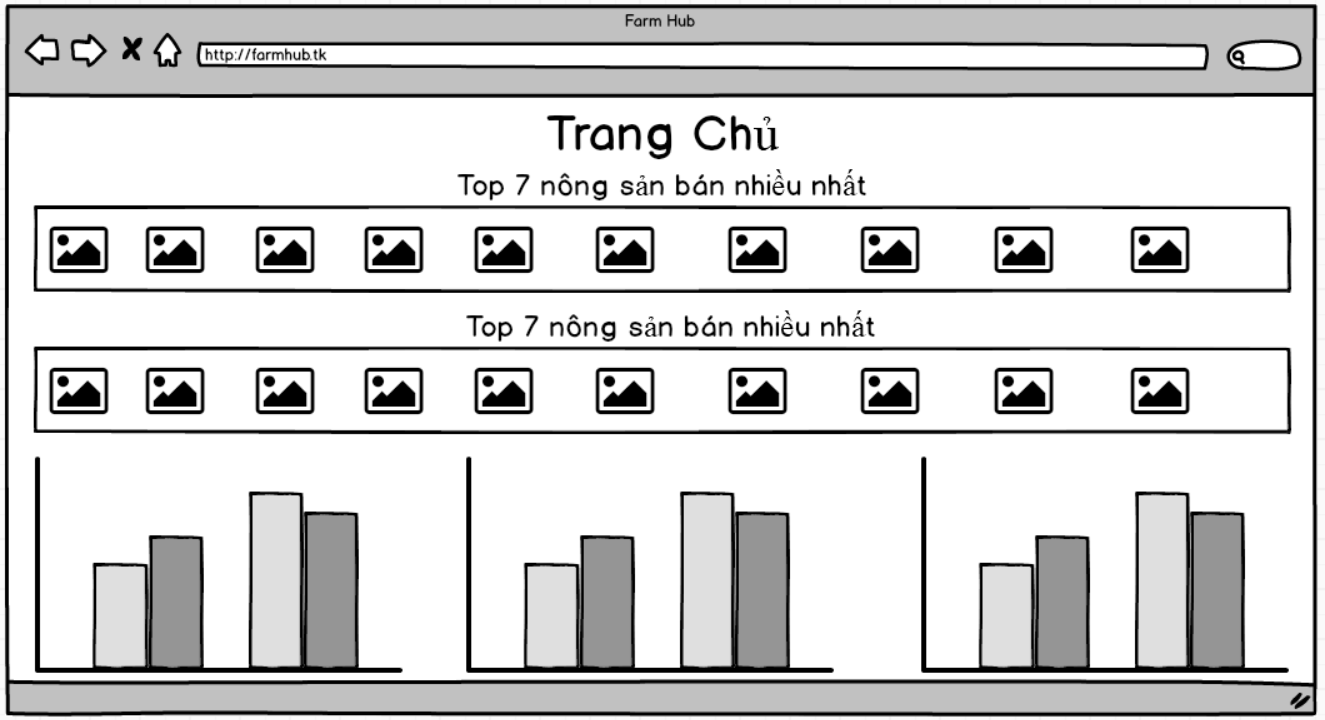 Farm Hub
http://farmhub.tk
Trang Chủ
Top 7 nông sản bán nhiều nhất
Top 7 nông sản bán nhiều nhất